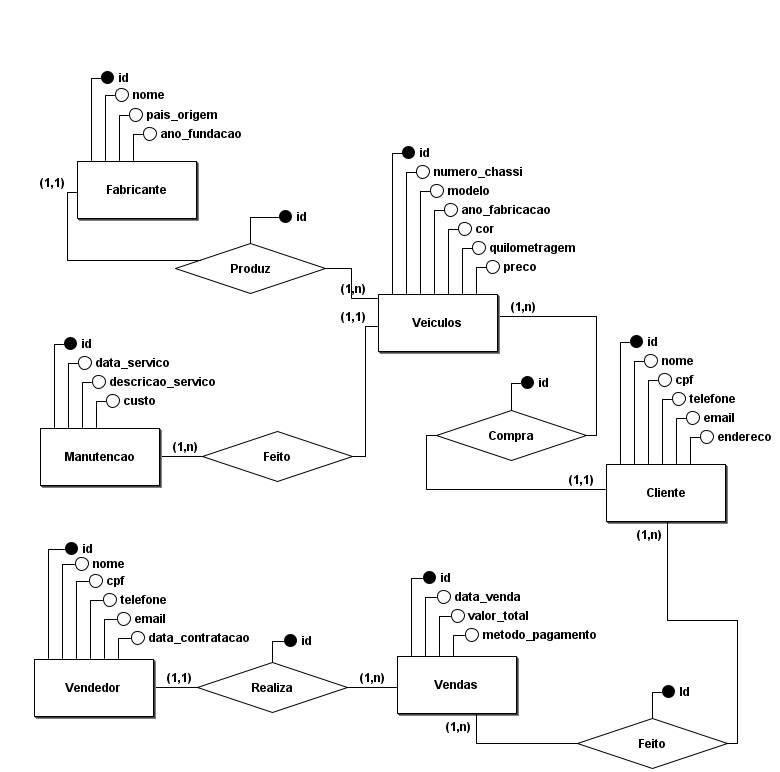 id
nome
pais_origem
ano_fundacao
(1,1)
Fabricante
id
Produz
(1,n)
id
numero_chassi
modelo
ano_fabricacao
cor
quilometragem
preco
(1,1)
Veiculos
(1,n)
id
data_servico
descricao_servico
custo
Manutencao
(1,n)
Feito
id
Compra
(1,1)
id
nome
cpf
telefone
email
endereco
Cliente
(1,n)
id
nome
cpf
telefone
email
data_contratacao
Vendedor
(1,1)
id
Realiza
(1,n)
id
data_venda
valor_total
metodo_pagamento
Vendas
(1,n)
Id
Feito